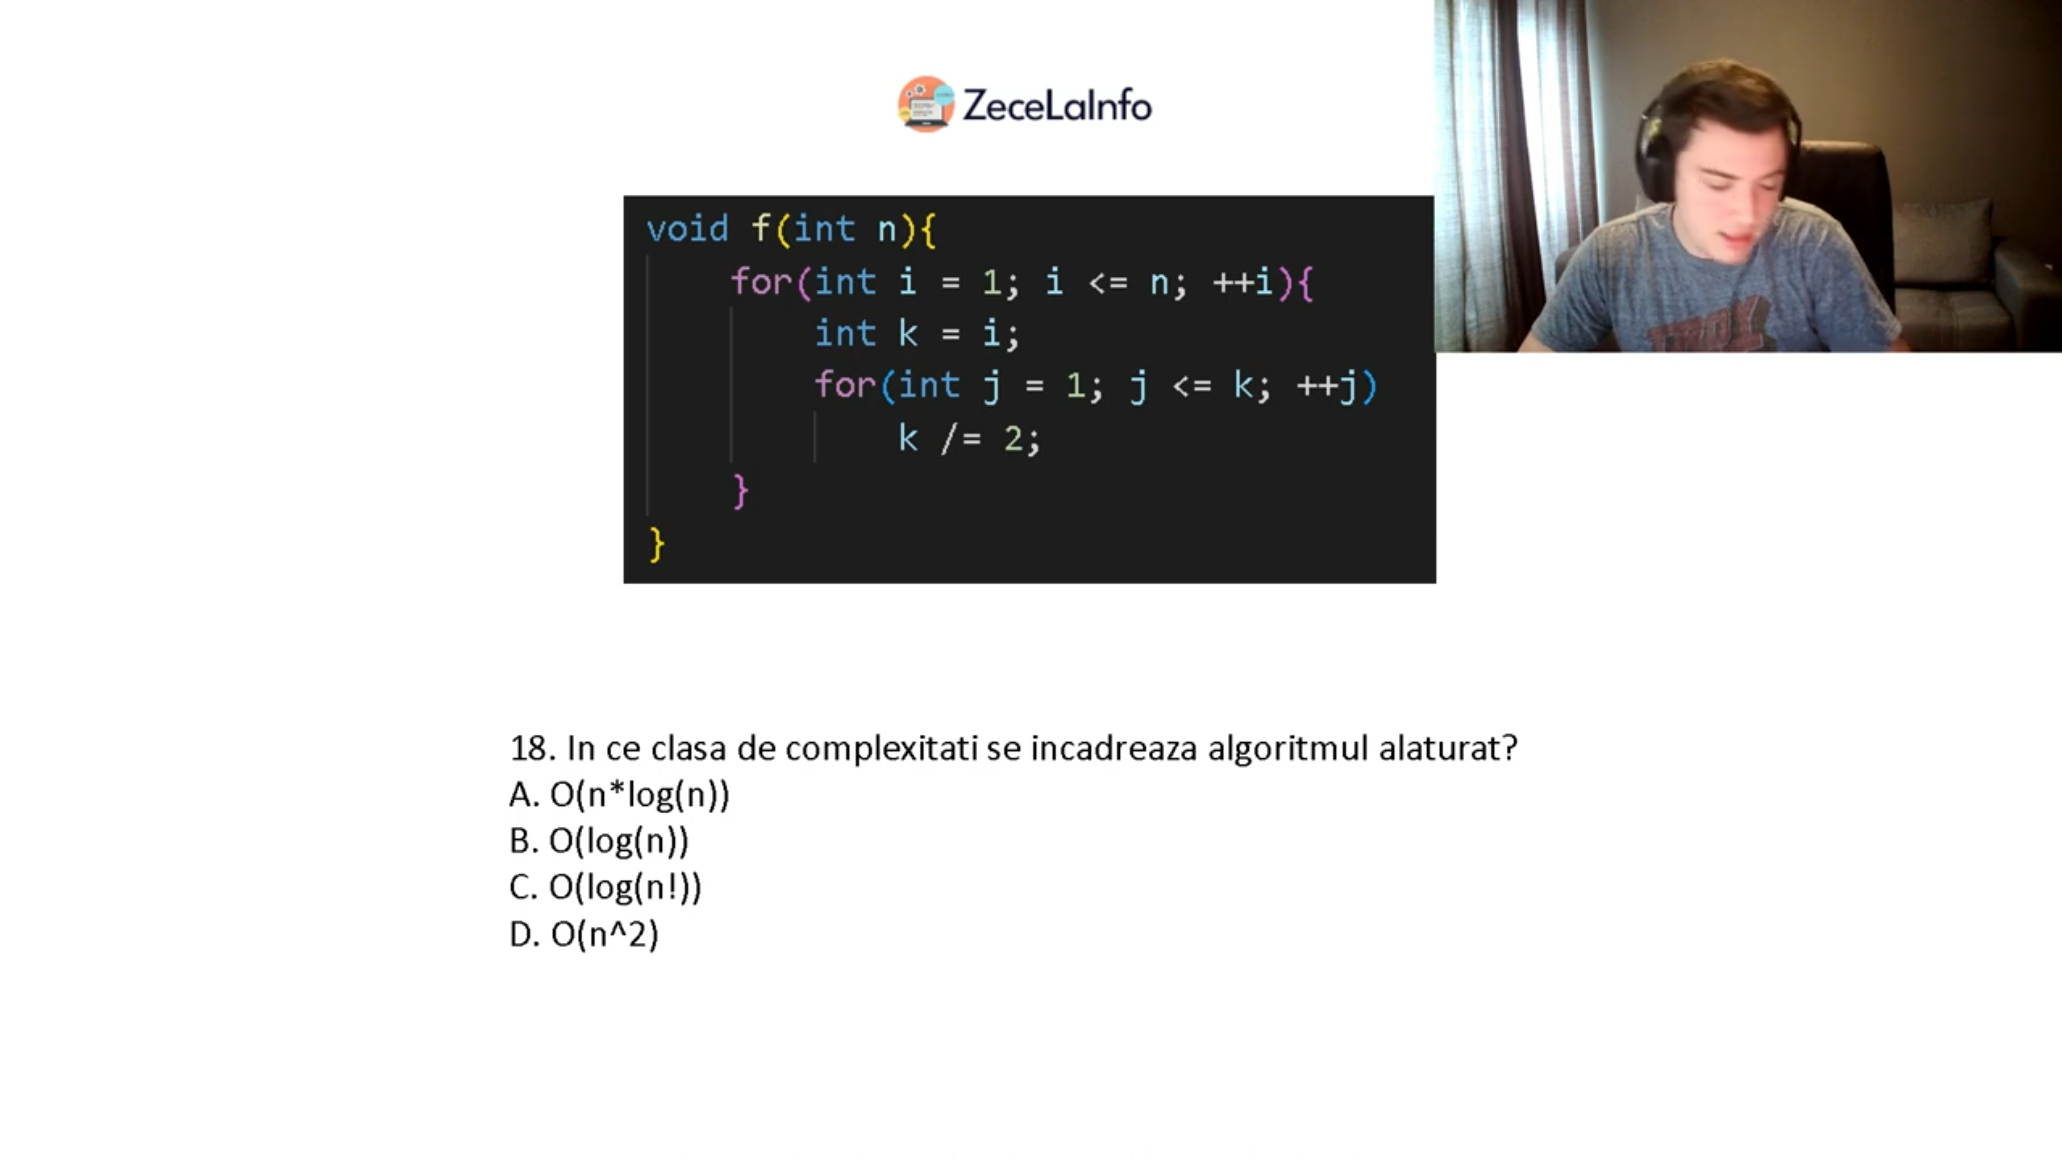 ZeceLaInfo
void f(int n){
for(int i = 1; i <= n; ++i){
int k = i;
for(int j = 1; j <= k; ++j)
k /= 2;
}
}
18. In ce clasa de complexitati se incadreaza algoritmul alaturat?
A. O(n*log(n))
B. O(log(n))
C. O(log(n!))
D. O(n^2)